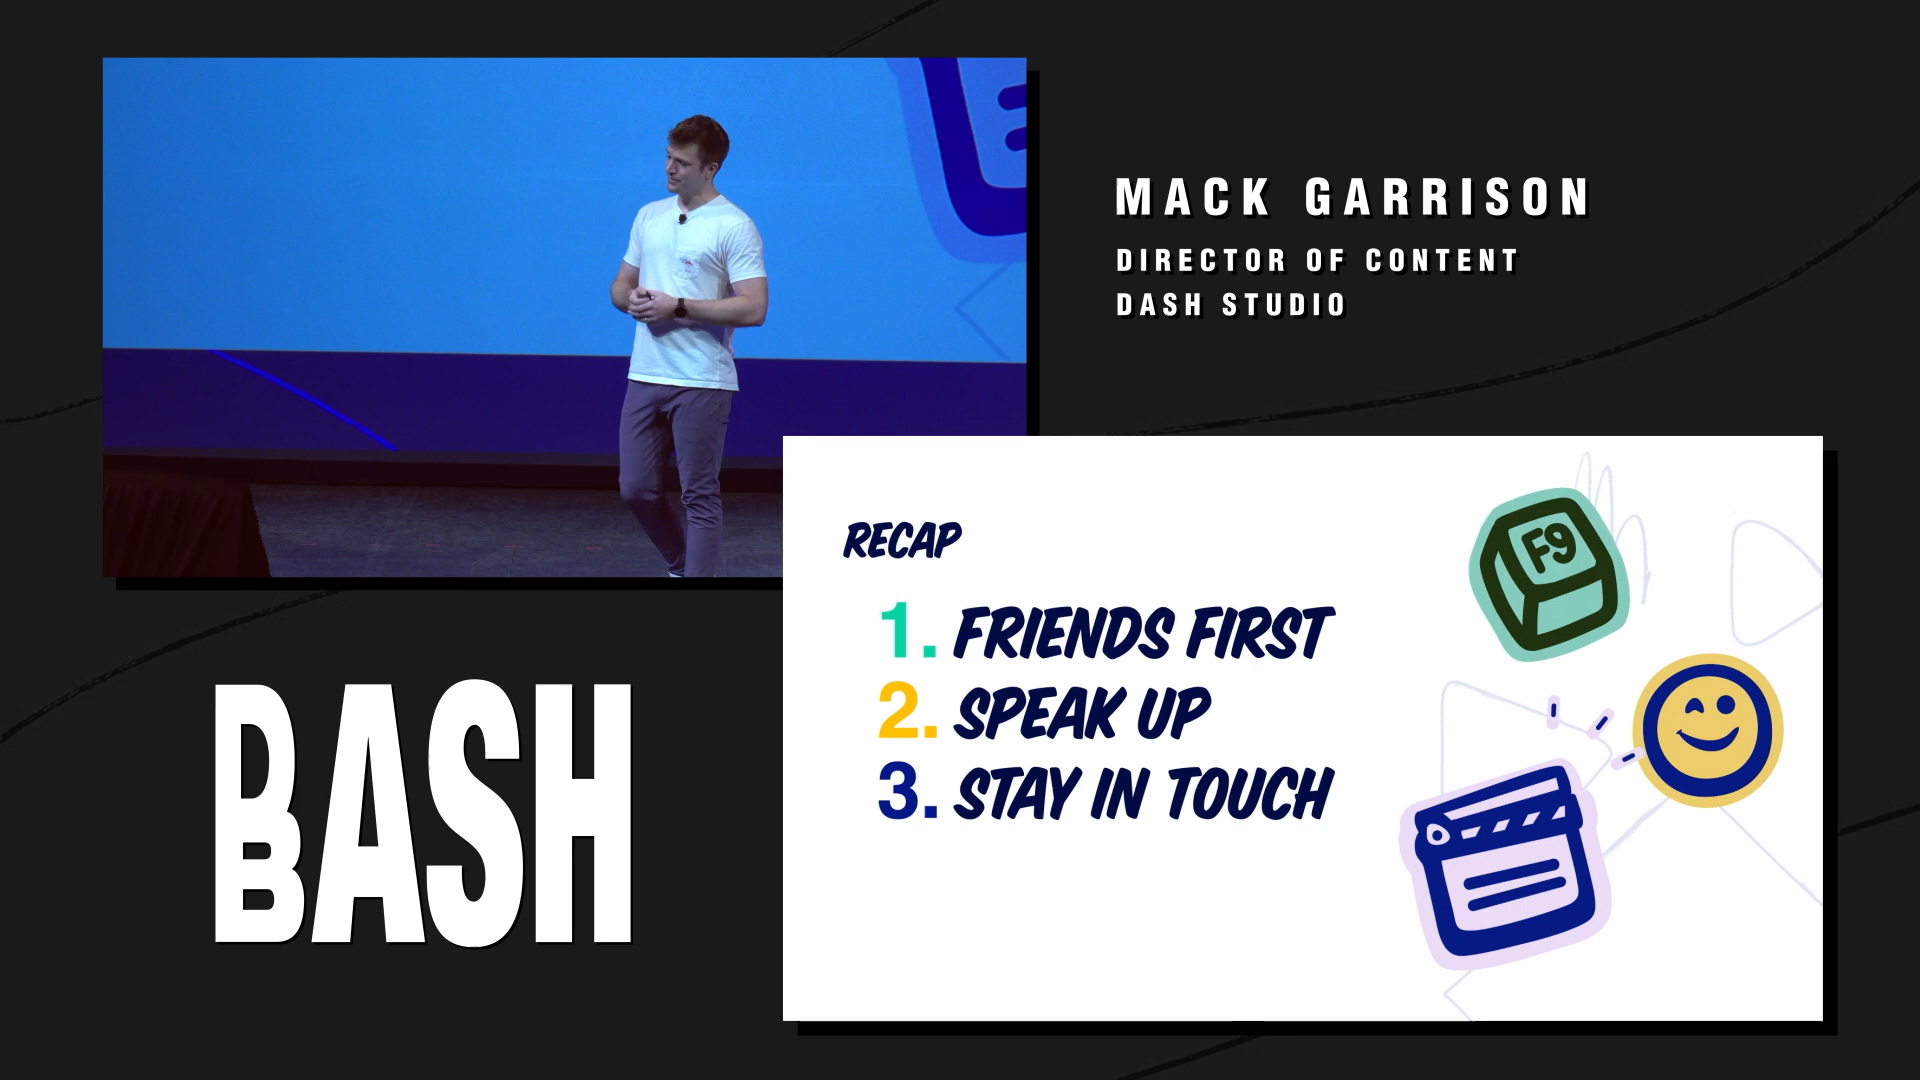 MACK GARRISON
DIRECTOR OF CONTENT
DASH STUDIO
RECAP
1. FRIENDS FIRST
2. SPEAK UP
3. STAY IN TOUCH
F9
DBASH